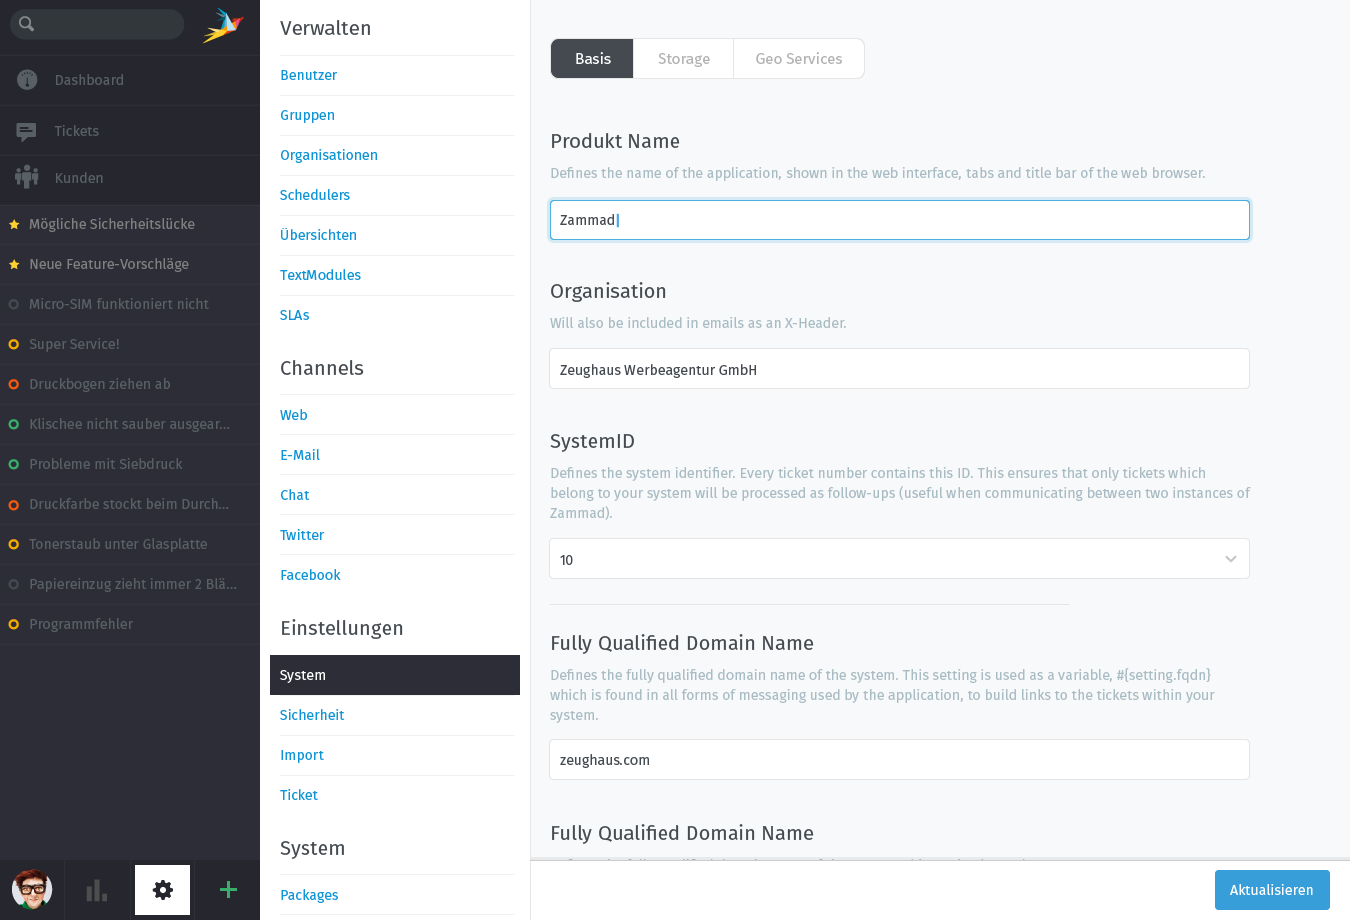 Dashboard
Tickets
Kunden
Mögliche Sicherheitslücke
Neue Feature-Vorschläge
Micro-SIM funktioniert nicht
Super Service!
Druckbogen ziehen ab
Klischee nicht sauber ausgear...
Probleme mit Siebdruck
Druckfarbe stockt beim Durch...
Tonerstaub unter Glasplatte
Papiereinzug zieht immer 2 Blä...
Programmfehler
Verwalten
Benutzer
Gruppen
Organisationen
Schedulers
Übersichten
TextModules
SLAs
Channels
Web
E-Mail
Chat
Twitter
Facebook
Einstellungen
System
Sicherheit
Import
Ticket
System
Packages
Basis Storage Geo Services
Produkt Name
Defines the name of the application, shown in the web interface, tabs and title bar of the web browser.
Zammad
Organisation
Will also be included in emails as an X-Header.
Zeughaus Werbeagentur GmbH
SystemID
Defines the system identifier. Every ticket number contains this ID. This ensures that only tickets which
belong to your system will be processed as follow-ups (useful when communicating between two instances of
Zammad).
10
Fully Qualified Domain Name
Defines the fully qualified domain name of the system. This setting is used as a variable, #{setting.fqdn}
which is found in all forms of messaging used by the application, to build links to the tickets within your
system.
zeughaus.com
Fully Qualified Domain Name
Aktualisieren